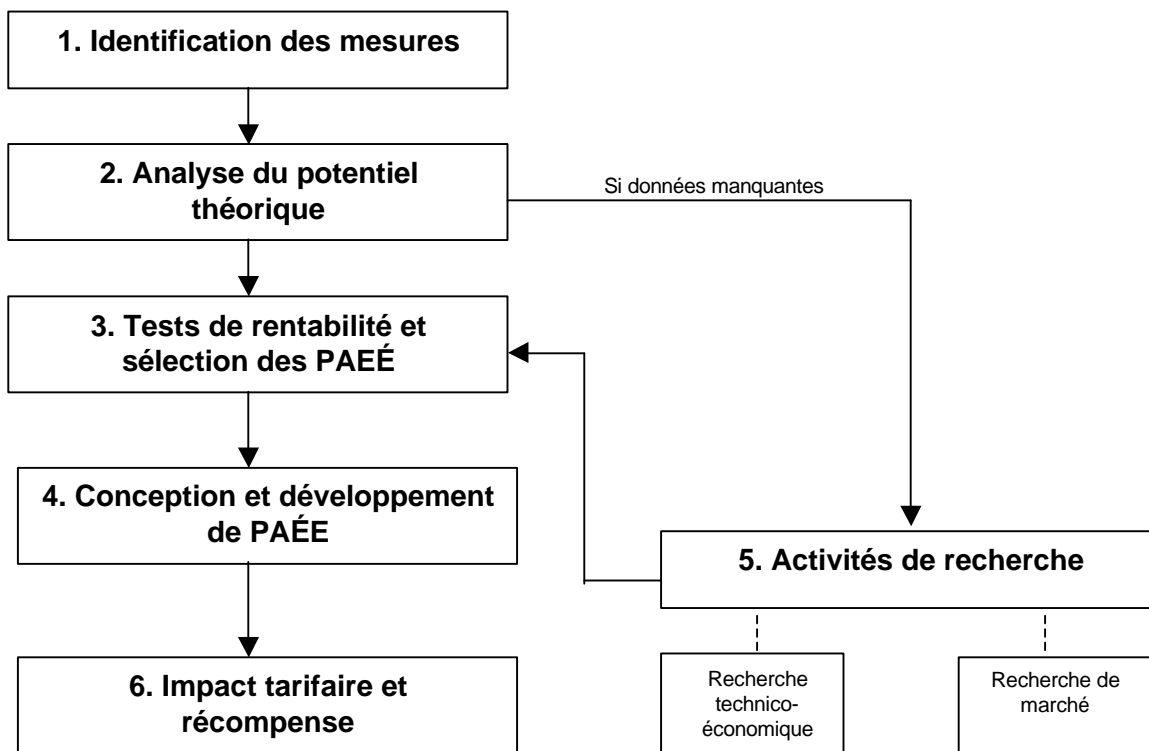 1. Identification des mesures
2. Analyse du potentiel
théorique
Si données manquantes
3. Tests de rentabilité et
sélection des PAEÉ
4. Conception et développement
de PAÉE
5. Activités de recherche
6. Impact tarifaire et
récompense
Recherche
technico-
économique
Recherche de
marché